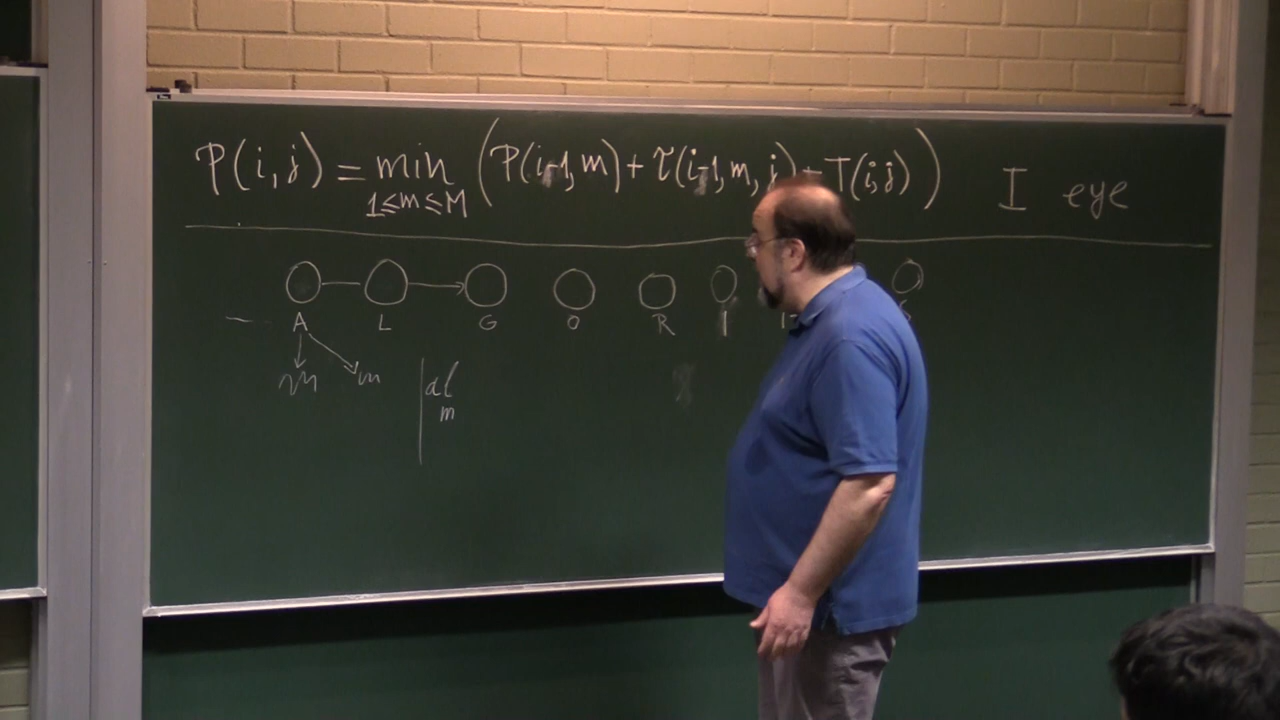 P(i,j) = min (P(i-1,m) + τ(i-1,m,j) + T(i,j)) I eye
1≤m≤M
A L G O R I
al
m